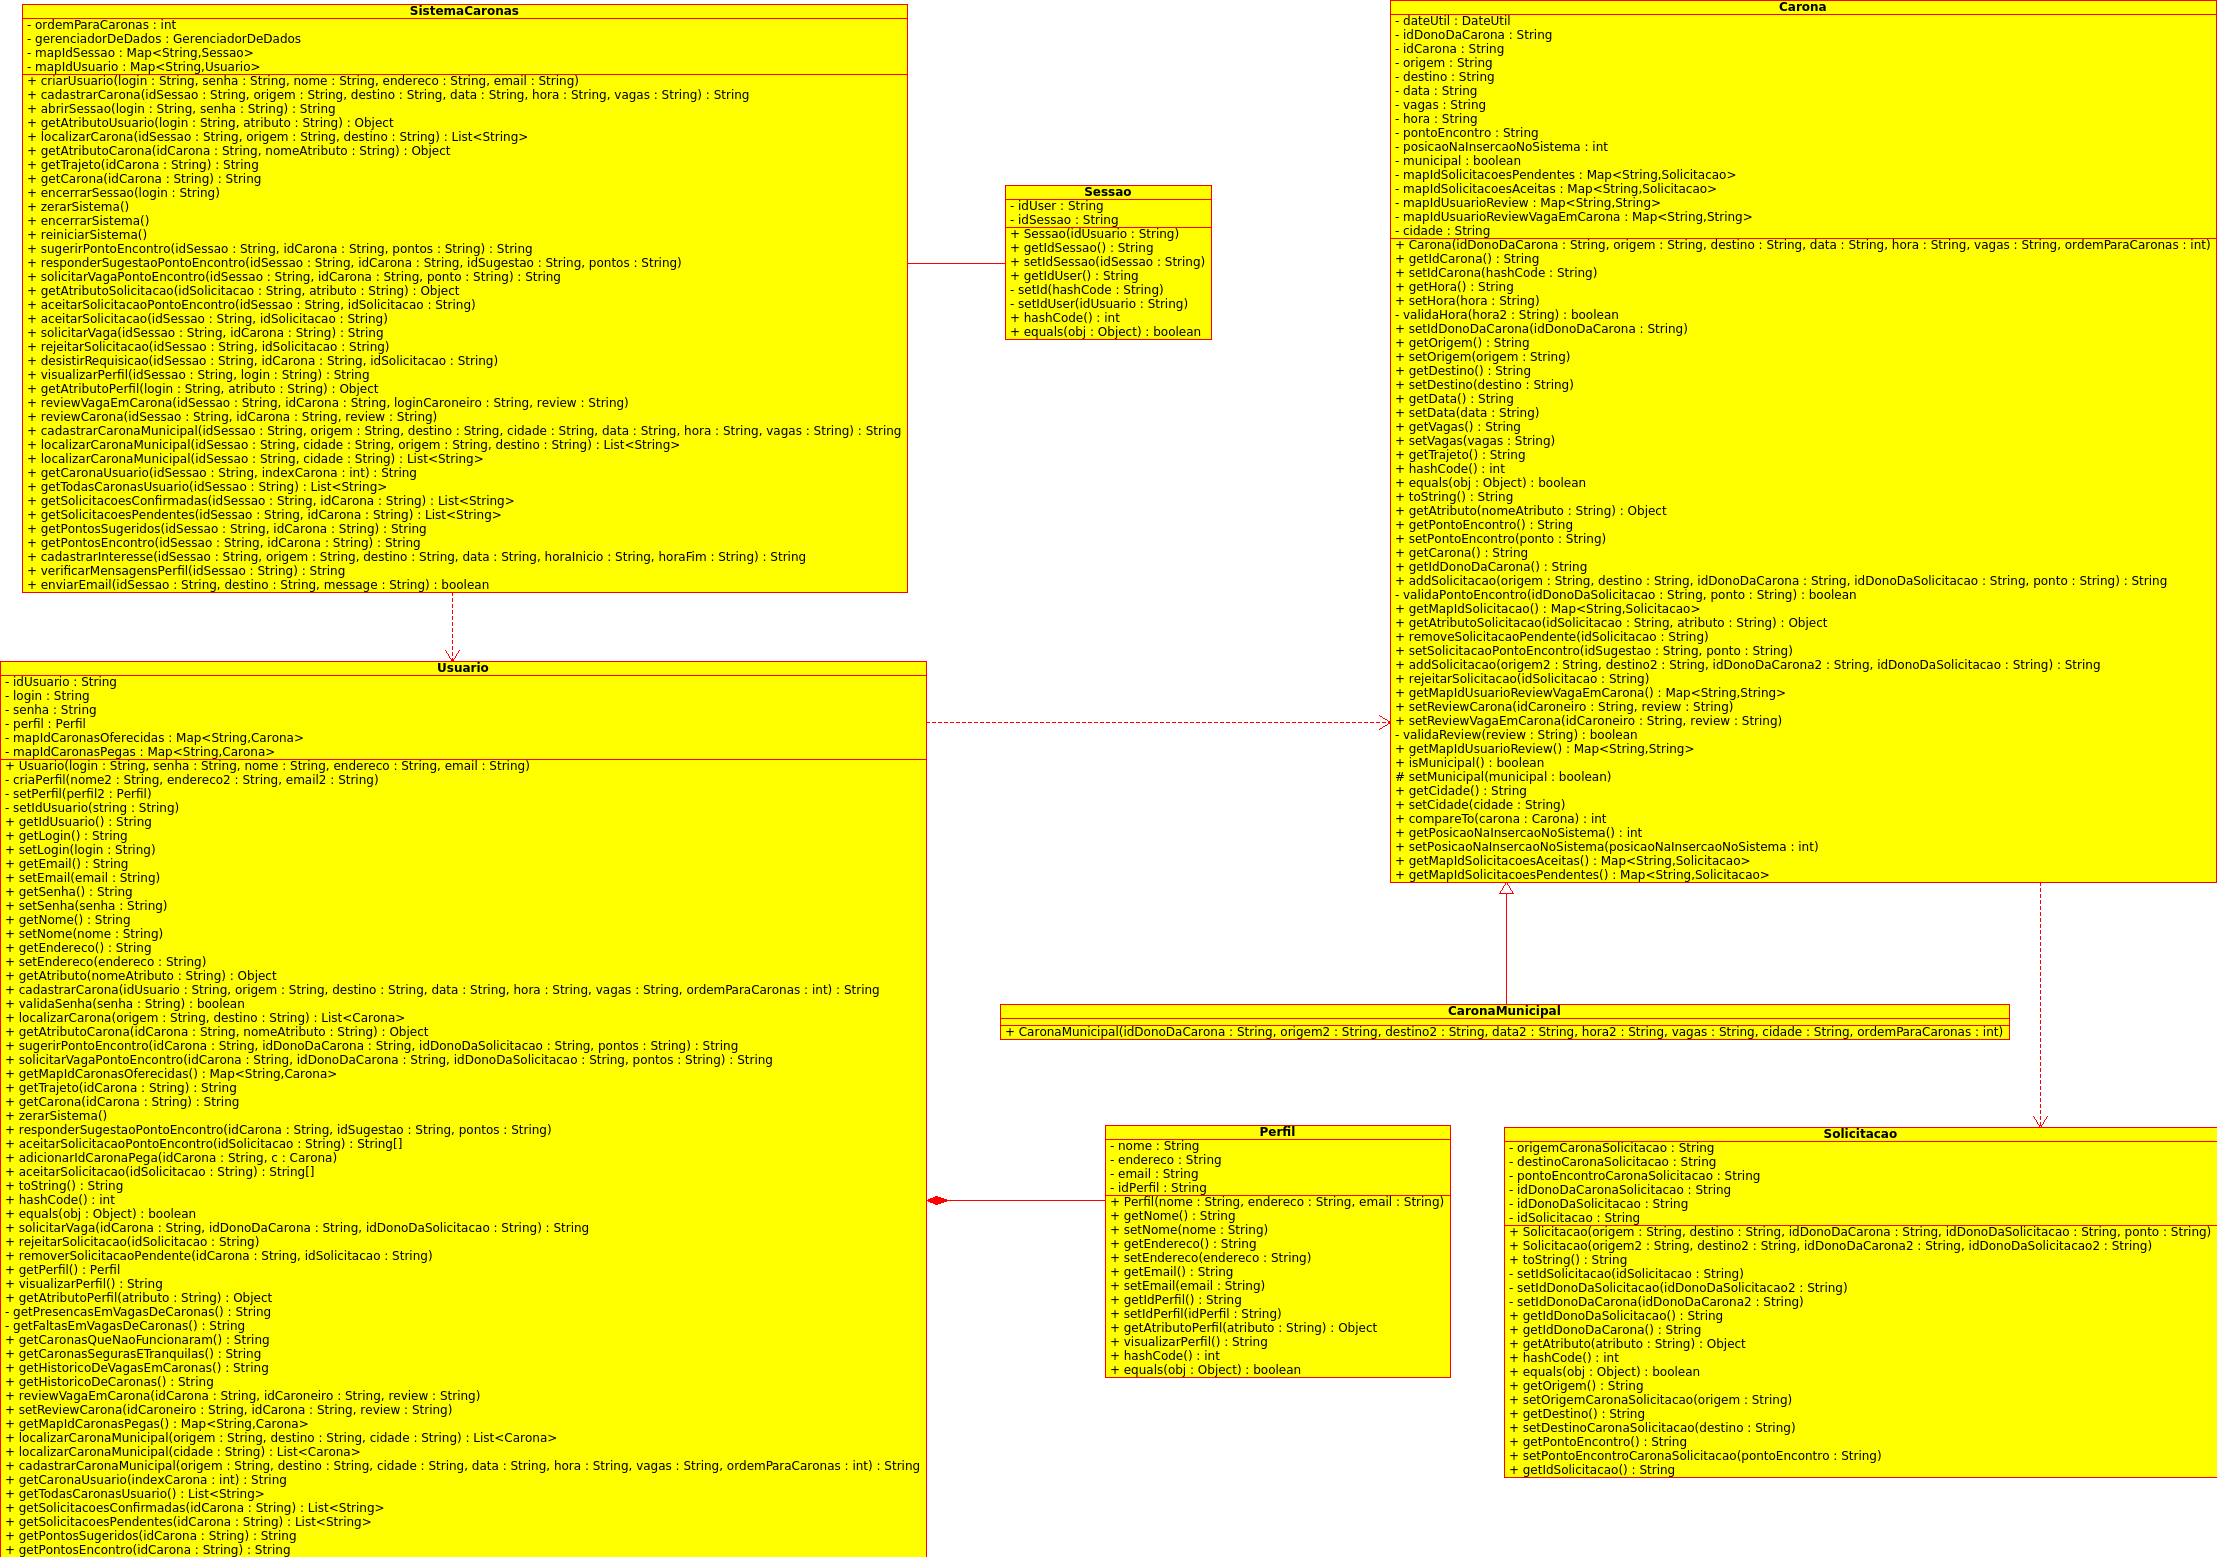 SistemaCaronas
- ordemParaCaronas : int
- gerenciadorDeDados : GerenciadorDeDados
- mapIdSessao : Map<String,Sessao>
- mapIdUsuario : Map<String,Usuario>
+ criarUsuario(login : String, senha : String, nome : String, endereco : String, email : String)
+ cadastrarCarona(idSessao : String, origem : String, destino : String, data : String, hora : String, vagas : String) : String
+ abrirSessao(login : String, senha : String) : String
+ getAtributoUsuario(login : String, atributo : String) : Object
+ localizarCarona(idSessao : String, origem : String, destino : String) : List<String>
+ getAtributoCarona(idCarona : String, nomeAtributo : String) : Object
+ getTrajeto(idCarona : String) : String
+ getCarona(idCarona : String) : String
+ encerrarSessao(login : String)
+ zerarSistema()
+ encerrarSistema()
+ reiniciarSistema()
+ sugerirPontoEncontro(idSessao : String, idCarona : String, pontos : String) : String
+ responderSugestaoPontoEncontro(idSessao : String, idCarona : String, idSugestao : String, pontos : String)
+ solicitarVagaPontoEncontro(idSessao : String, idCarona : String, ponto : String) : String
+ getAtributoSolicitacao(idSolicitacao : String, atributo : String) : Object
+ aceitarSolicitacaoPontoEncontro(idSessao : String, idSolicitacao : String)
+ aceitarSolicitacao(idSessao : String, idSolicitacao : String)
+ solicitarVaga(idSessao : String, idCarona : String) : String
+ rejeitarSolicitacao(idSessao : String, idSolicitacao : String)
+ desistirRequisicao(idSessao : String, idCarona : String, idSolicitacao : String)
+ visualizarPerfil(idSessao : String, login : String) : String
+ getAtributoPerfil(login : String, atributo : String) : Object
+ reviewVagaEmCarona(idSessao : String, idCarona : String, loginCaroneiro : String, review : String)
+ reviewCarona(idSessao : String, idCarona : String, review : String)
+ cadastrarCaronaMunicipal(idSessao : String, origem : String, destino : String, cidade : String, data : String, hora : String, vagas : String) : String
+ localizarCaronaMunicipal(idSessao : String, cidade : String, origem : String, destino : String) : List<String>
+ localizarCaronaMunicipal(idSessao : String, cidade : String) : List<String>
+ getCaronaUsuario(idSessao : String, indexCarona : int) : String
+ getTodasCaronasUsuario(idSessao : String) : List<String>
+ getSolicitacoesConfirmadas(idSessao : String, idCarona : String) : List<String>
+ getSolicitacoesPendentes(idSessao : String, idCarona : String) : List<String>
+ getPontosSugeridos(idSessao : String, idCarona : String) : String
+ getPontosEncontro(idSessao : String, idCarona : String) : String
+ cadastrarInteresse(idSessao : String, origem : String, destino : String, data : String, horaInicio : String, horaFim : String) : String
+ verificarMensagensPerfil(idSessao : String) : String
+ enviarEmail(idSessao : String, destino : String, message : String) : boolean
Sessao
- idUser : String
- idSessao : String
+ Sessao(idUsuario : String)
+ getIdSessao() : String
+ setIdSessao(idSessao : String)
+ getIdUser() : String
- setId(hashCode : String)
- setIdUser(idUsuario : String)
+ hashCode() : int
+ equals(obj : Object) : boolean
Carona
- dateUtil : DateUtil
- idDonoDaCarona : String
- idCarona : String
- origem : String
- destino : String
- data : String
- vagas : String
- hora : String
- pontoEncontro : String
- posicaoNaInsercaoNoSistema : int
- municipal : boolean
- mapIdSolicitacoesPendentes : Map<String,Solicitacao>
- mapIdSolicitacoesAceitas : Map<String,Solicitacao>
- mapIdUsuarioReview : Map<String,String>
- mapIdUsuarioReviewVagaEmCarona : Map<String,String>
- cidade : String
+ Carona(idDonoDaCarona : String, origem : String, destino : String, data : String, hora : String, vagas : String, ordemParaCaronas : int)
+ getIdCarona() : String
+ setIdCarona(hashCode : String)
+ getHora() : String
+ setHora(hora : String)
- validaHora(hora2 : String) : boolean
+ setIdDonoDaCarona(idDonoDaCarona : String)
+ getOrigem() : String
+ setOrigem(origem : String)
+ getDestino() : String
+ setDestino(destino : String)
+ getData() : String
+ setData(data : String)
+ getVagas() : String
+ setVagas(vagas : String)
+ getTrajeto() : String
+ hashCode() : int
+ equals(obj : Object) : boolean
+ toString() : String
+ getAtributo(nomeAtributo : String) : Object
+ getPontoEncontro() : String
+ setPontoEncontro(ponto : String)
+ getCarona() : String
+ getIdDonoDaCarona() : String
+ addSolicitacao(origem : String, destino : String, idDonoDaCarona : String, idDonoDaSolicitacao : String, ponto : String) : String
- validaPontoEncontro(idDonoDaSolicitacao : String, ponto : String) : boolean
+ getMapIdSolicitacao() : Map<String,Solicitacao>
+ getAtributoSolicitacao(idSolicitacao : String, atributo : String) : Object
+ removeSolicitacaoPendente(idSolicitacao : String)
+ setSolicitacaoPontoEncontro(idSugestao : String, ponto : String)
+ addSolicitacao(origem2 : String, destino2 : String, idDonoDaCarona2 : String, idDonoDaSolicitacao : String) : String
+ rejeitarSolicitacao(idSolicitacao : String)
+ getMapIdUsuarioReviewVagaEmCarona() : Map<String,String>
+ setReviewCarona(idCaroneiro : String, review : String)
+ setReviewVagaEmCarona(idCaroneiro : String, review : String)
- validaReview(review : String) : boolean
+ getMapIdUsuarioReview() : Map<String,String>
+ isMunicipal() : boolean
# setMunicipal(municipal : boolean)
+ getCidade() : String
+ setCidade(cidade : String)
+ compareTo(carona : Carona) : int
+ getPosicaoNaInsercaoNoSistema() : int
+ setPosicaoNaInsercaoNoSistema(posicaoNaInsercaoNoSistema : int)
+ getMapIdSolicitacoesAceitas() : Map<String,Solicitacao>
+ getMapIdSolicitacoesPendentes() : Map<String,Solicitacao>
Usuario
- idUsuario : String
- login : String
- senha : String
- perfil : Perfil
- mapIdCaronasOferecidas : Map<String,Carona>
- mapIdCaronasPegas : Map<String,Carona>
+ Usuario(login : String, senha : String, nome : String, endereco : String, email : String)
- criaPerfil(nome2 : String, endereco2 : String, email2 : String)
- setPerfil(perfil2 : Perfil)
- setIdUsuario(string : String)
+ getIdUsuario() : String
+ getLogin() : String
+ setLogin(login : String)
+ getEmail() : String
+ setEmail(email : String)
+ getSenha() : String
+ setSenha(senha : String)
+ getNome() : String
+ setNome(nome : String)
+ getEndereco() : String
+ setEndereco(endereco : String)
+ getAtributo(nomeAtributo : String) : Object
+ cadastrarCarona(idUsuario : String, origem : String, destino : String, data : String, hora : String, vagas : String, ordemParaCaronas : int) : String
+ validaSenha(senha : String) : boolean
+ localizarCarona(origem : String, destino : String) : List<Carona>
+ getAtributoCarona(idCarona : String, nomeAtributo : String) : Object
+ sugerirPontoEncontro(idCarona : String, idDonoDaCarona : String, idDonoDaSolicitacao : String, pontos : String) : String
+ solicitarVagaPontoEncontro(idCarona : String, idDonoDaCarona : String, idDonoDaSolicitacao : String, pontos : String) : String
+ getMapIdCaronasOferecidas() : Map<String,Carona>
+ getTrajeto(idCarona : String) : String
+ getCarona(idCarona : String) : String
+ zerarSistema()
+ responderSugestaoPontoEncontro(idCarona : String, idSugestao : String, pontos : String)
+ aceitarSolicitacaoPontoEncontro(idSolicitacao : String) : String[]
+ adicionarIdCaronaPega(idCarona : String, c : Carona)
+ aceitarSolicitacao(idSolicitacao : String) : String[]
+ toString() : String
+ hashCode() : int
+ equals(obj : Object) : boolean
+ solicitarVaga(idCarona : String, idDonoDaCarona : String, idDonoDaSolicitacao : String) : String
+ rejeitarSolicitacao(idSolicitacao : String)
+ removerSolicitacaoPendente(idCarona : String, idSolicitacao : String)
+ getPerfil() : Perfil
+ visualizarPerfil() : String
+ getAtributoPerfil(atributo : String) : Object
- getPresencasEmVagasDeCaronas() : String
- getFaltasEmVagasDeCaronas() : String
+ getCaronasQueNaoFuncionaram() : String
+ getCaronasSegurasETranquilas() : String
+ getHistoricoDeVagasEmCaronas() : String
+ getHistoricoDeCaronas() : String
+ reviewVagaEmCarona(idCarona : String, idCaroneiro : String, review : String)
+ setReviewCarona(idCaroneiro : String, idCarona : String, review : String)
+ getMapIdCaronasPegas() : Map<String,Carona>
+ localizarCaronaMunicipal(origem : String, destino : String, cidade : String) : List<Carona>
+ localizarCaronaMunicipal(cidade : String) : List<Carona>
+ cadastrarCaronaMunicipal(origem : String, destino : String, cidade : String, data : String, hora : String, vagas : String, ordemParaCaronas : int) : String
+ getCaronaUsuario(indexCarona : int) : String
+ getTodasCaronasUsuario() : List<String>
+ getSolicitacoesConfirmadas(idCarona : String) : List<String>
+ getSolicitacoesPendentes(idCarona : String) : List<String>
+ getPontosSugeridos(idCarona : String) : String
+ getPontosEncontro(idCarona : String) : String
CaronaMunicipal
+ CaronaMunicipal(idDonoDaCarona : String, origem2 : String, destino2 : String, data2 : String, hora2 : String, vagas : String, cidade : String, ordemParaCaronas : int)
Perfil
- nome : String
- endereco : String
- email : String
- idPerfil : String
+ Perfil(nome : String, endereco : String, email : String)
+ getNome() : String
+ setNome(nome : String)
+ getEndereco() : String
+ setEndereco(endereco : String)
+ getEmail() : String
+ setEmail(email : String)
+ getIdPerfil() : String
+ setIdPerfil(idPerfil : String)
+ getAtributoPerfil(atributo : String) : Object
+ visualizarPerfil() : String
+ hashCode() : int
+ equals(obj : Object) : boolean
Solicitacao
- origemCaronaSolicitacao : String
- destinoCaronaSolicitacao : String
- pontoEncontroCaronaSolicitacao : String
- idDonoDaCaronaSolicitacao : String
- idDonoDaSolicitacao : String
- idSolicitacao : String
+ Solicitacao(origem : String, destino : String, idDonoDaCarona : String, idDonoDaSolicitacao : String, ponto : String)
+ Solicitacao(origem2 : String, destino2 : String, idDonoDaCarona2 : String, idDonoDaSolicitacao2 : String)
+ toString() : String
- setIdSolicitacao(idSolicitacao : String)
- setIdDonoDaSolicitacao(idDonoDaSolicitacao2 : String)
- setIdDonoDaCarona(idDonoDaCarona2 : String)
+ getIdDonoDaSolicitacao() : String
+ getIdDonoDaCarona() : String
+ getAtributo(atributo : String) : Object
+ hashCode() : int
+ equals(obj : Object) : boolean
+ getOrigem() : String
+ setOrigemCaronaSolicitacao(origem : String)
+ getDestino() : String
+ setDestinoCaronaSolicitacao(destino : String)
+ getPontoEncontro() : String
+ setPontoEncontroCaronaSolicitacao(pontoEncontro : String)
+ getIdSolicitacao() : String